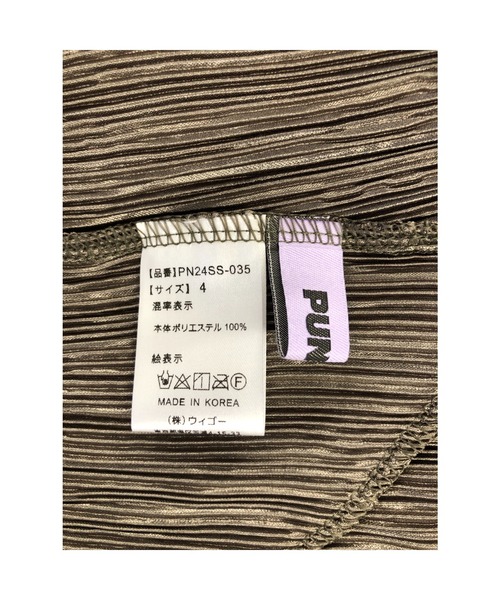 【品番】PN24SS-035
【サイズ】 4
混率表示
本体ポリエステル 100%
絵表示
F
MADE IN KOREA
(株)ウィゴー
PUN